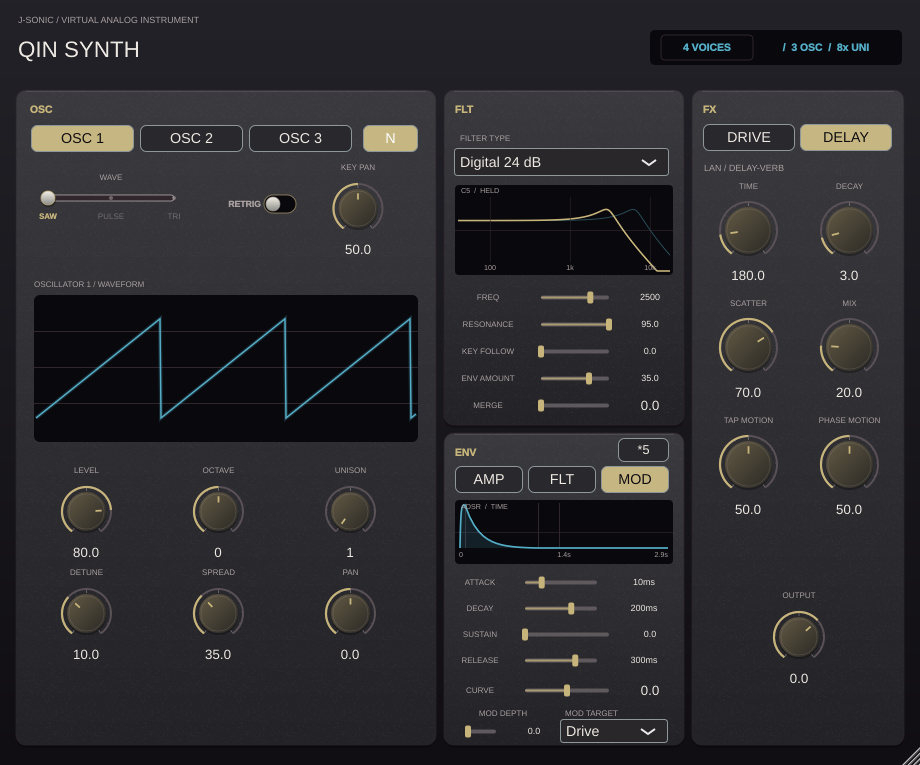 J-SONIC / VIRTUAL ANALOG INSTRUMENT
QIN SYNTH
4 VOICES / 3 OSC / 8x UNI
OSC
OSC 1 OSC 2 OSC 3 N
WAVE
SAW PULSE TRI
RETRIG
KEY PAN
50.0
OSCILLATOR 1 / WAVEFORM
LEVEL OCTAVE UNISON
80.0 0 1
DETUNE SPREAD PAN
10.0 35.0 0.0
FLT
FILTER TYPE
Digital 24 dB
C5 / HELD
100 1k
FREQ 2500
RESONANCE 95.0
KEY FOLLOW 0.0
ENV AMOUNT 35.0
MERGE 0.0
ENV *5
AMP FLT MOD
ADSR / TIME
0 1.4s 2.9s
ATTACK 10ms
DECAY 200ms
SUSTAIN 0.0
RELEASE 300ms
CURVE 0.0
MOD DEPTH MOD TARGET
0.0 Drive
FX
DRIVE DELAY
LAN / DELAY-VERB
TIME DECAY
180.0 3.0
SCATTER MIX
70.0 20.0
TAP MOTION PHASE MOTION
50.0 50.0
OUTPUT
0.0